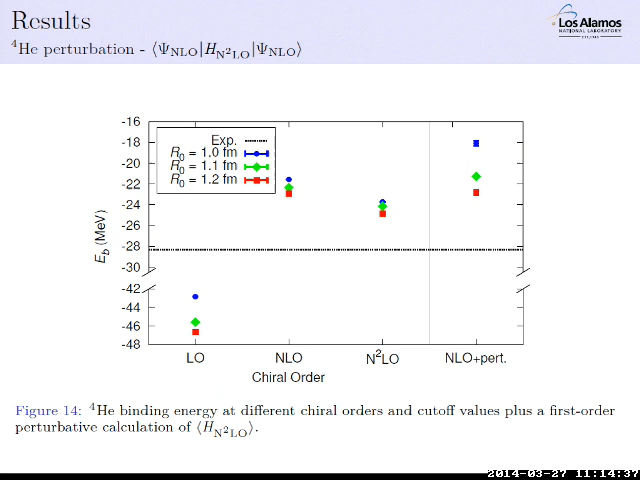 Results
Los Alamos
NATIONAL LABORATORY
⁴He perturbation - ⟨Ψ_NLO|H_N²LO|Ψ_NLO⟩
-16
-18
-20
-22
-24
-26
-28
-30
-42
-44
-46
-48
E_b (MeV)
Exp.
R₀ = 1.0 fm
R₀ = 1.1 fm
R₀ = 1.2 fm
LO NLO N²LO NLO+pert.
Chiral Order
Figure 14: ⁴He binding energy at different chiral orders and cutoff values plus a first-order
perturbative calculation of ⟨H_N²LO⟩.
2014-03-27 11:14:37